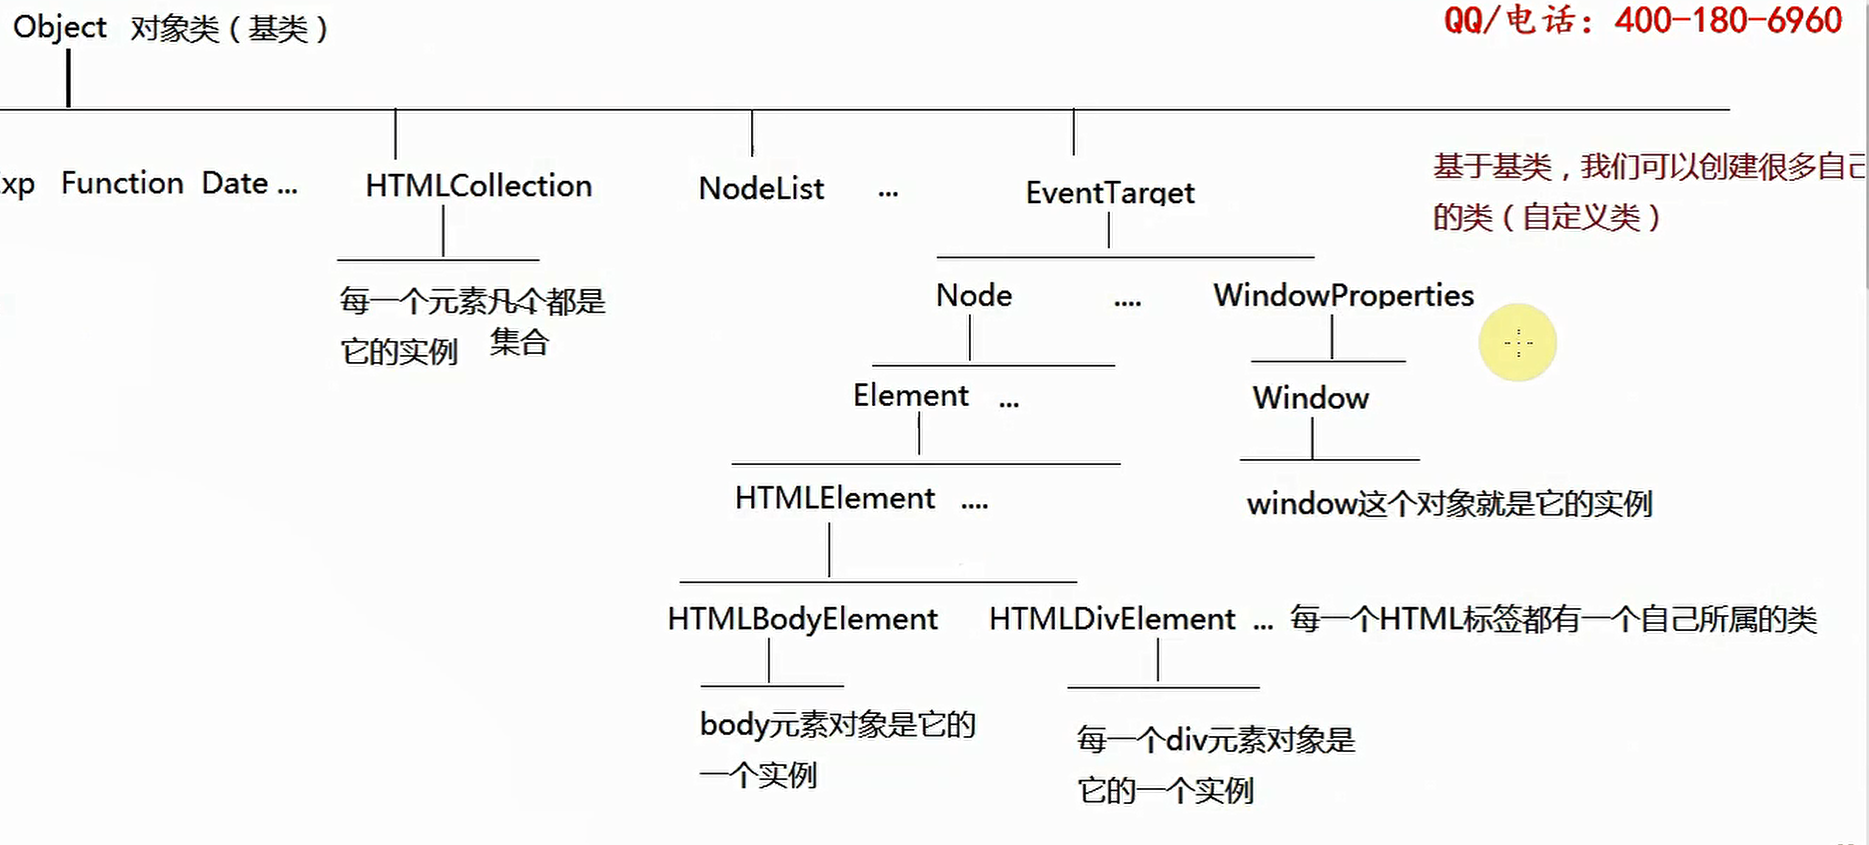 Object 对象类（基类）
QQ/电话：400-180-6960
xp Function Date ...
HTMLCollection
NodeList ...
EventTarget
基于基类，我们可以创建很多自己
的类（自定义类）
每一个元素集合都是
它的实例
Node .... WindowProperties
Element ...
Window
HTMLElement ....
window这个对象就是它的实例
HTMLBodyElement HTMLDivElement ... 每一个HTML标签都有一个自己所属的类
body元素对象是它的
一个实例
每一个div元素对象是
它的一个实例